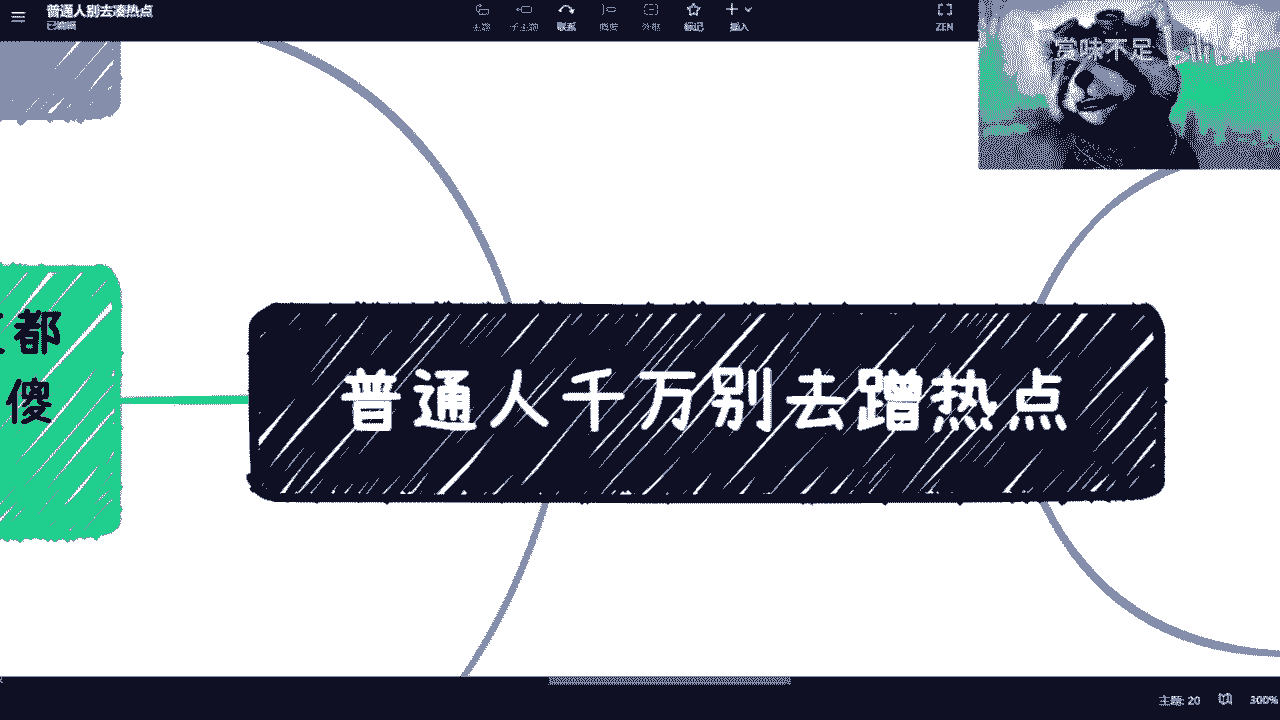 普通人别去凑热点
已编辑
主题
子主题
联系
概要
外框
标记
插入
ZEN
赏味不足
都
傻
普通人千万别去蹭热点
主题: 20
300%